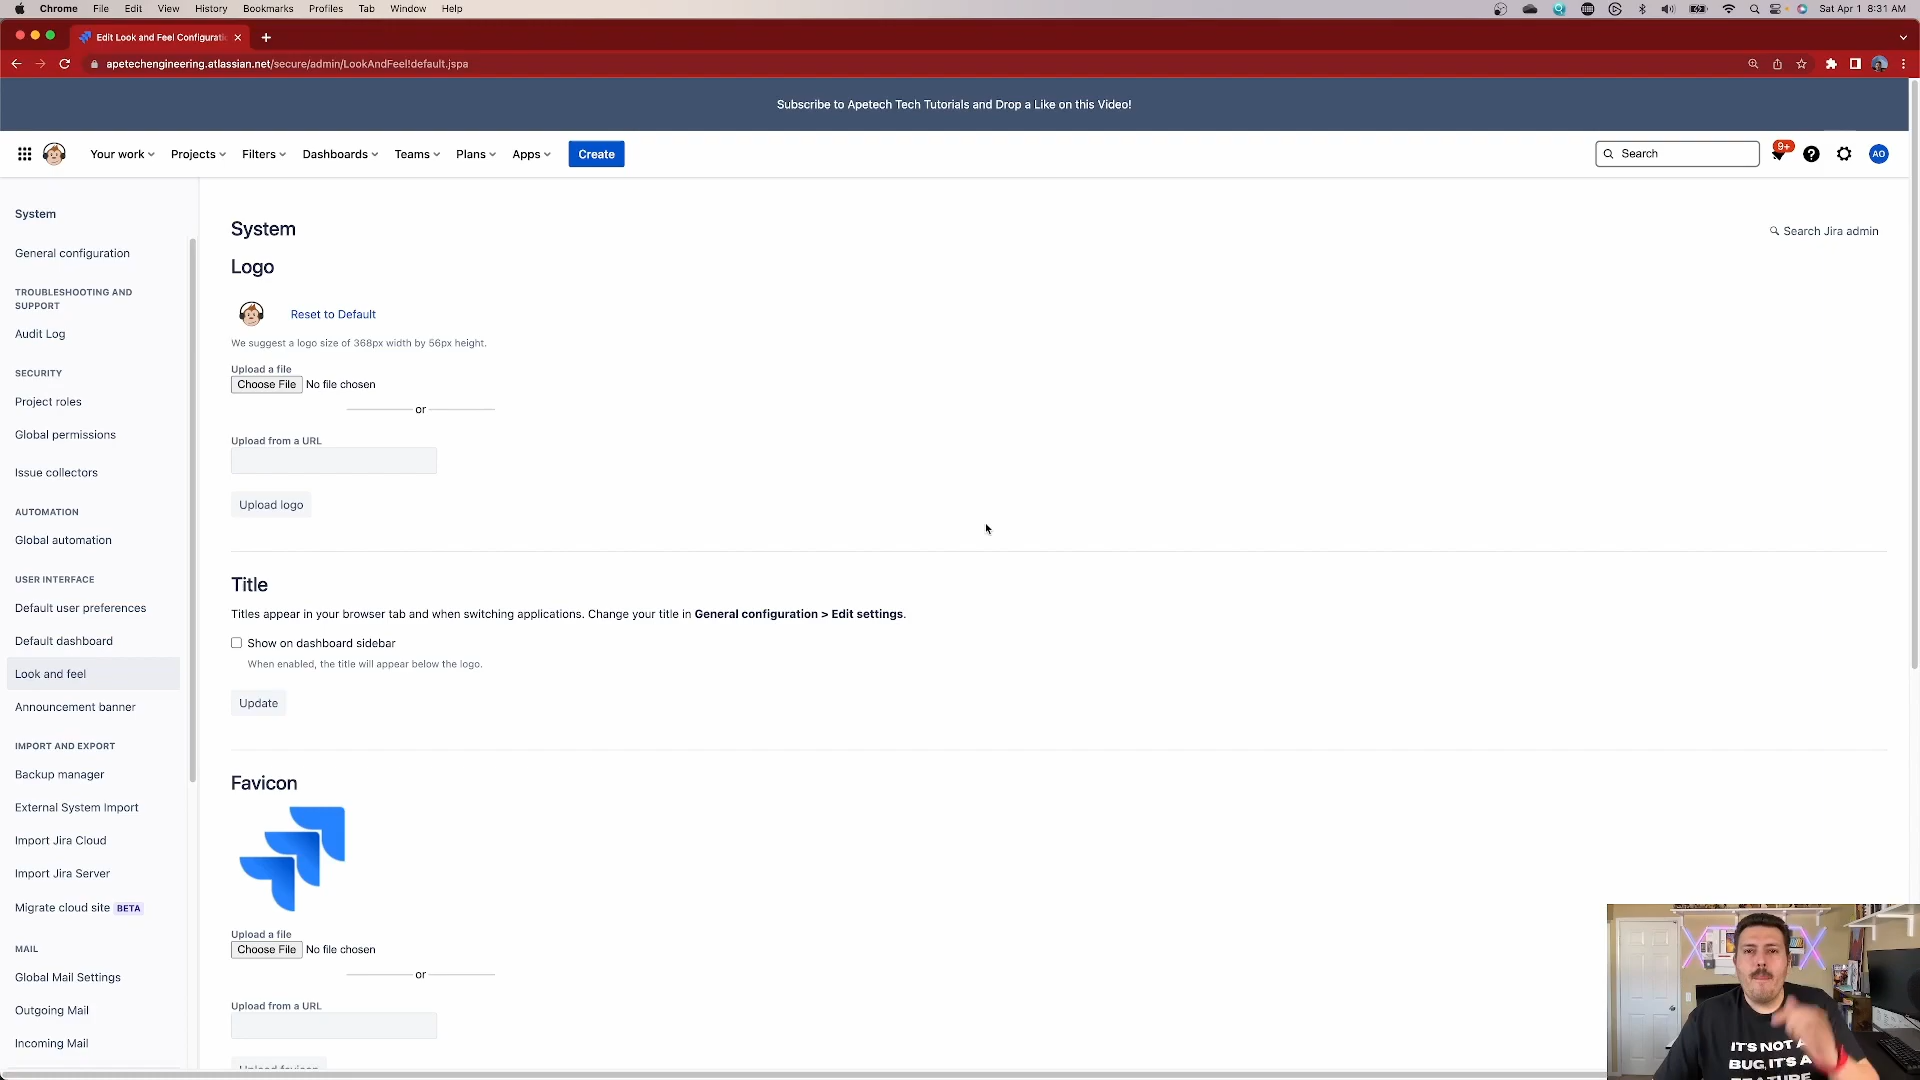 Chrome File Edit View History Bookmarks Profiles Tab Window Help
Sat Apr 1 8:31 AM
Edit Look and Feel Configurati
apetechengineering.atlassian.net/secure/admin/LookAndFeel!default.jspa
Subscribe to Apetech Tech Tutorials and Drop a Like on this Video!
Your work Projects Filters Dashboards Teams Plans Apps Create
Search
9+
AO
System
General configuration
TROUBLESHOOTING AND
SUPPORT
Audit Log
SECURITY
Project roles
Global permissions
Issue collectors
AUTOMATION
Global automation
USER INTERFACE
Default user preferences
Default dashboard
Look and feel
Announcement banner
IMPORT AND EXPORT
Backup manager
External System Import
Import Jira Cloud
Import Jira Server
Migrate cloud site BETA
MAIL
Global Mail Settings
Outgoing Mail
Incoming Mail
System
Search Jira admin
Logo
Reset to Default
We suggest a logo size of 368px width by 56px height.
Upload a file
Choose File No file chosen
or
Upload from a URL
Upload logo
Title
Titles appear in your browser tab and when switching applications. Change your title in General configuration > Edit settings.
Show on dashboard sidebar
When enabled, the title will appear below the logo.
Update
Favicon
Upload a file
Choose File No file chosen
or
Upload from a URL
Upload favicon
IT'S NOT A
BUG, IT'S A
FEATURE